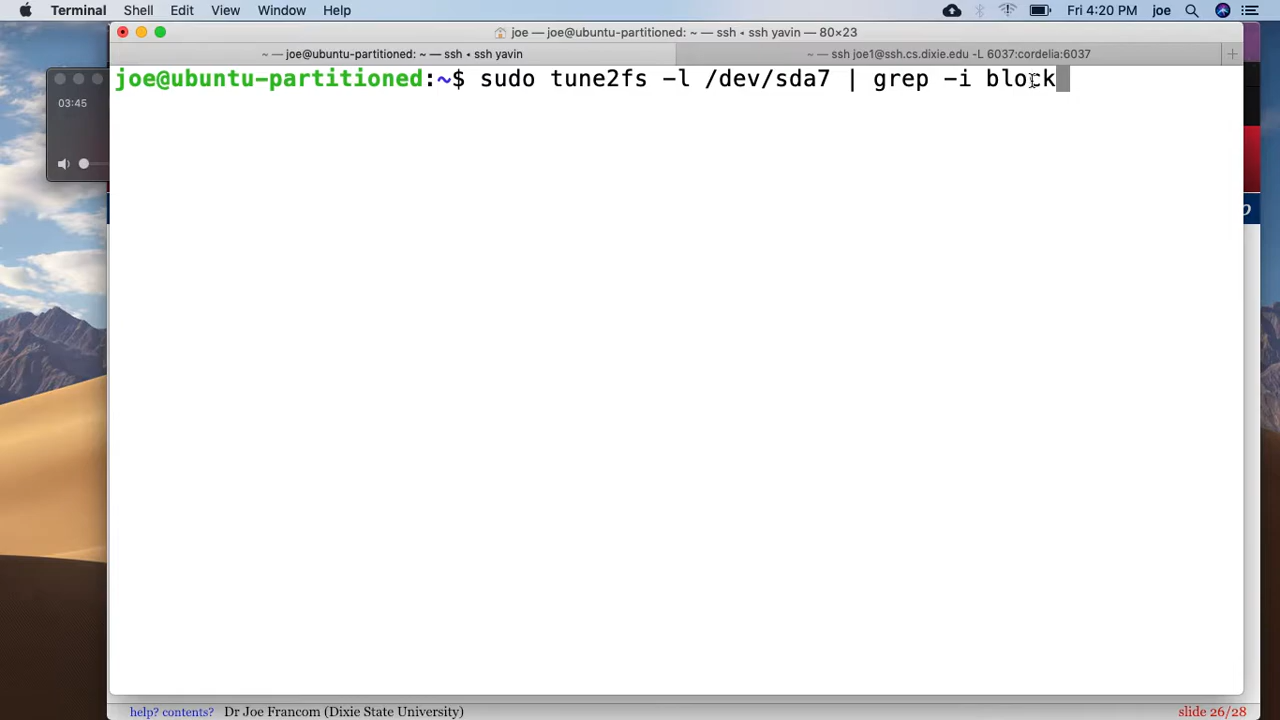 Terminal Shell Edit View Window Help Fri 4:20 PM joe
joe — joe@ubuntu-partitioned: ~ — ssh ◂ ssh yavin — 80×23
~ — joe@ubuntu-partitioned: ~ — ssh • ssh yavin ~ — ssh joe1@ssh.cs.dixie.edu -L 6037:cordelia:6037 +
joe@ubuntu-partitioned:~$ sudo tune2fs -l /dev/sda7 | grep -i block
03:45
help? contents? Dr Joe Francom (Dixie State University) slide 26/28